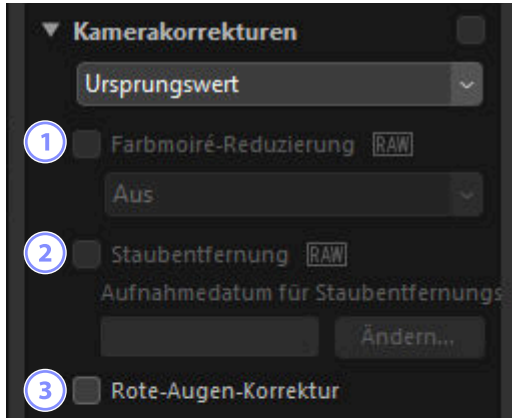 Kamerakorrekturen
Ursprungswert
1 Farbmoiré-Reduzierung RAW
Aus
2 Staubentfernung RAW
Aufnahmedatum für Staubentfernungs
Ändern...
3 Rote-Augen-Korrektur